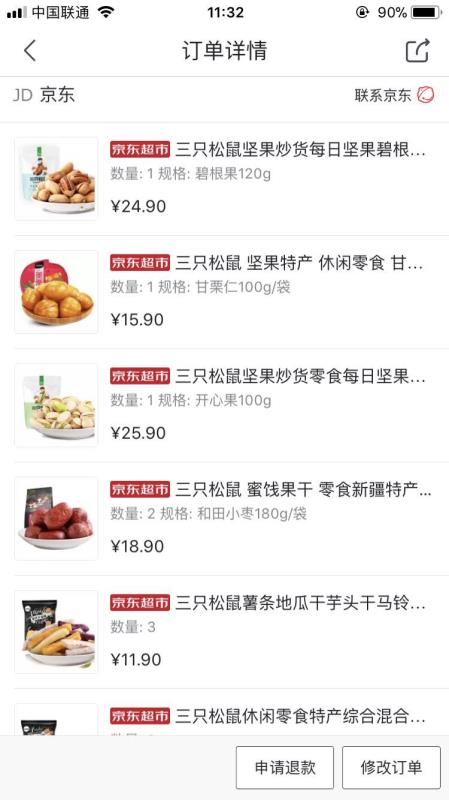 中国联通 11:32 90%
订单详情
JD 京东 联系京东
京东超市 三只松鼠坚果炒货每日坚果碧根...
数量: 1 规格: 碧根果120g
¥24.90
京东超市 三只松鼠 坚果特产 休闲零食 甘...
数量: 1 规格: 甘栗仁100g/袋
¥15.90
京东超市 三只松鼠坚果炒货零食每日坚果...
数量: 1 规格: 开心果100g
¥25.90
京东超市 三只松鼠 蜜饯果干 零食新疆特产...
数量: 2 规格: 和田小枣180g/袋
¥18.90
京东超市 三只松鼠薯条地瓜干芋头干马铃...
数量: 3
¥11.90
京东超市 三只松鼠休闲零食特产综合混合...
申请退款 修改订单